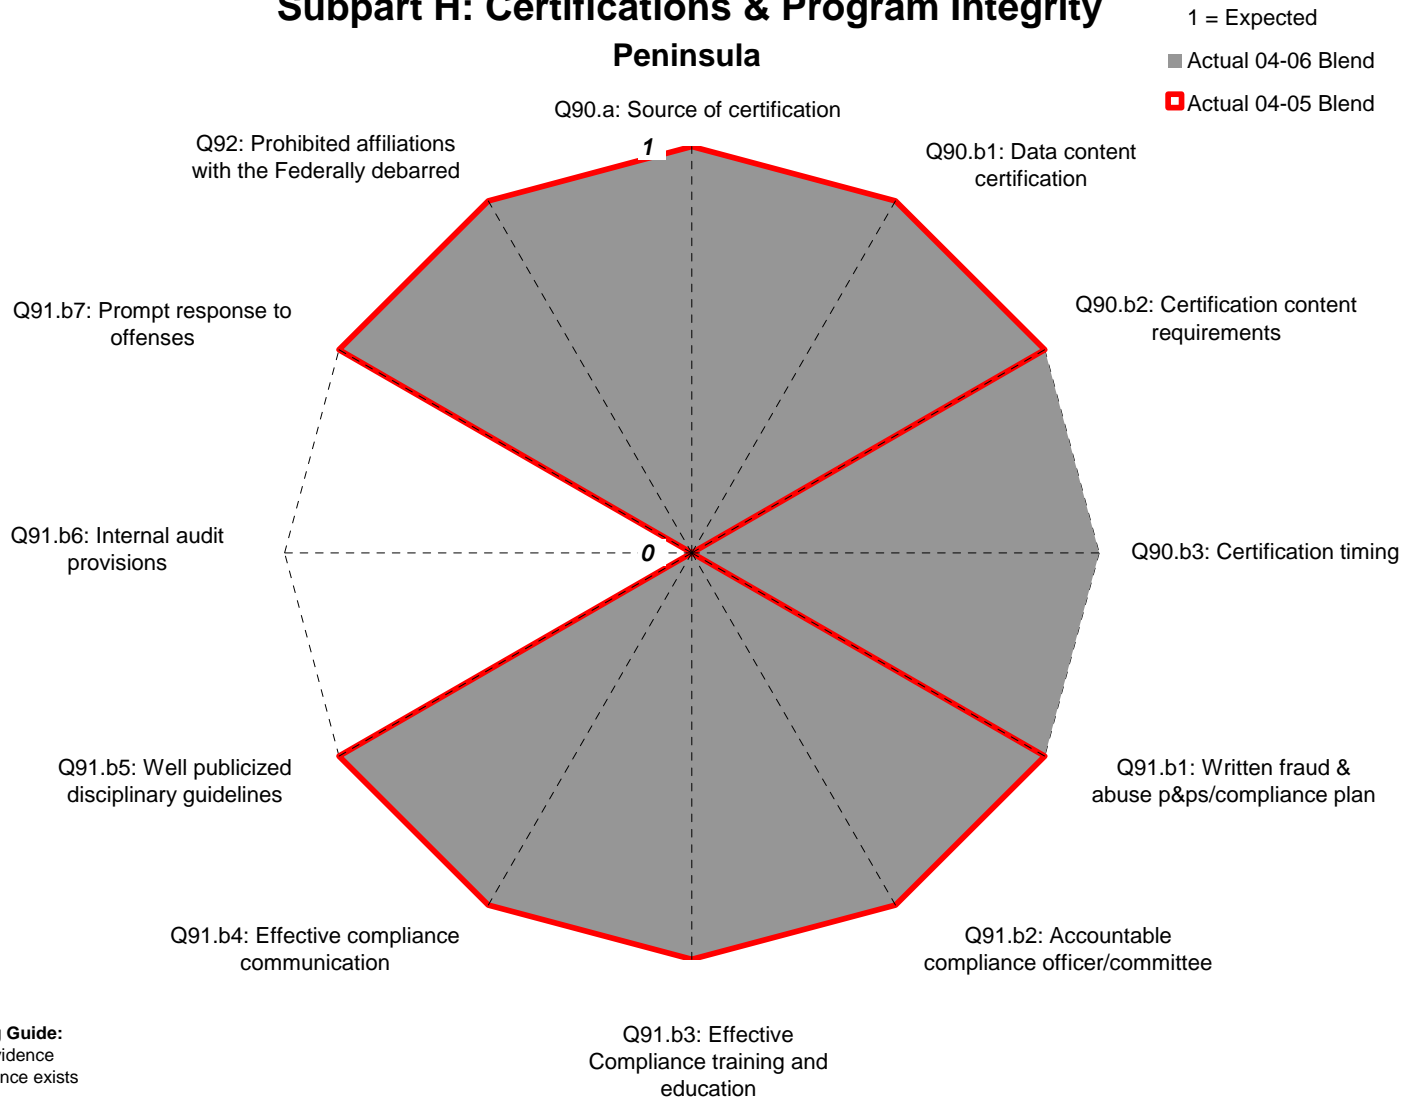 Subpart H: Certifications & Program Integrity
Peninsula
1 = Expected
Actual 04-06 Blend
Actual 04-05 Blend
Q90.a: Source of certification
Q92: Prohibited affiliations
with the Federally debarred
1
Q90.b1: Data content
certification
Q91.b7: Prompt response to
offenses
Q90.b2: Certification content
requirements
Q91.b6: Internal audit
provisions
0
Q90.b3: Certification timing
Q91.b5: Well publicized
disciplinary guidelines
Q91.b1: Written fraud &
abuse p&ps/compliance plan
Q91.b4: Effective compliance
communication
Q91.b2: Accountable
compliance officer/committee
Q91.b3: Effective
Compliance training and
education
Guide:
exists